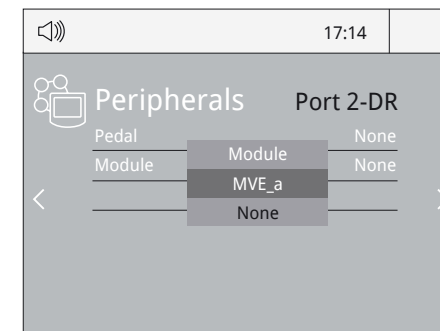 17:14
Peripherals Port 2-DR
Pedal None
Module
Module None
MVE_a
None